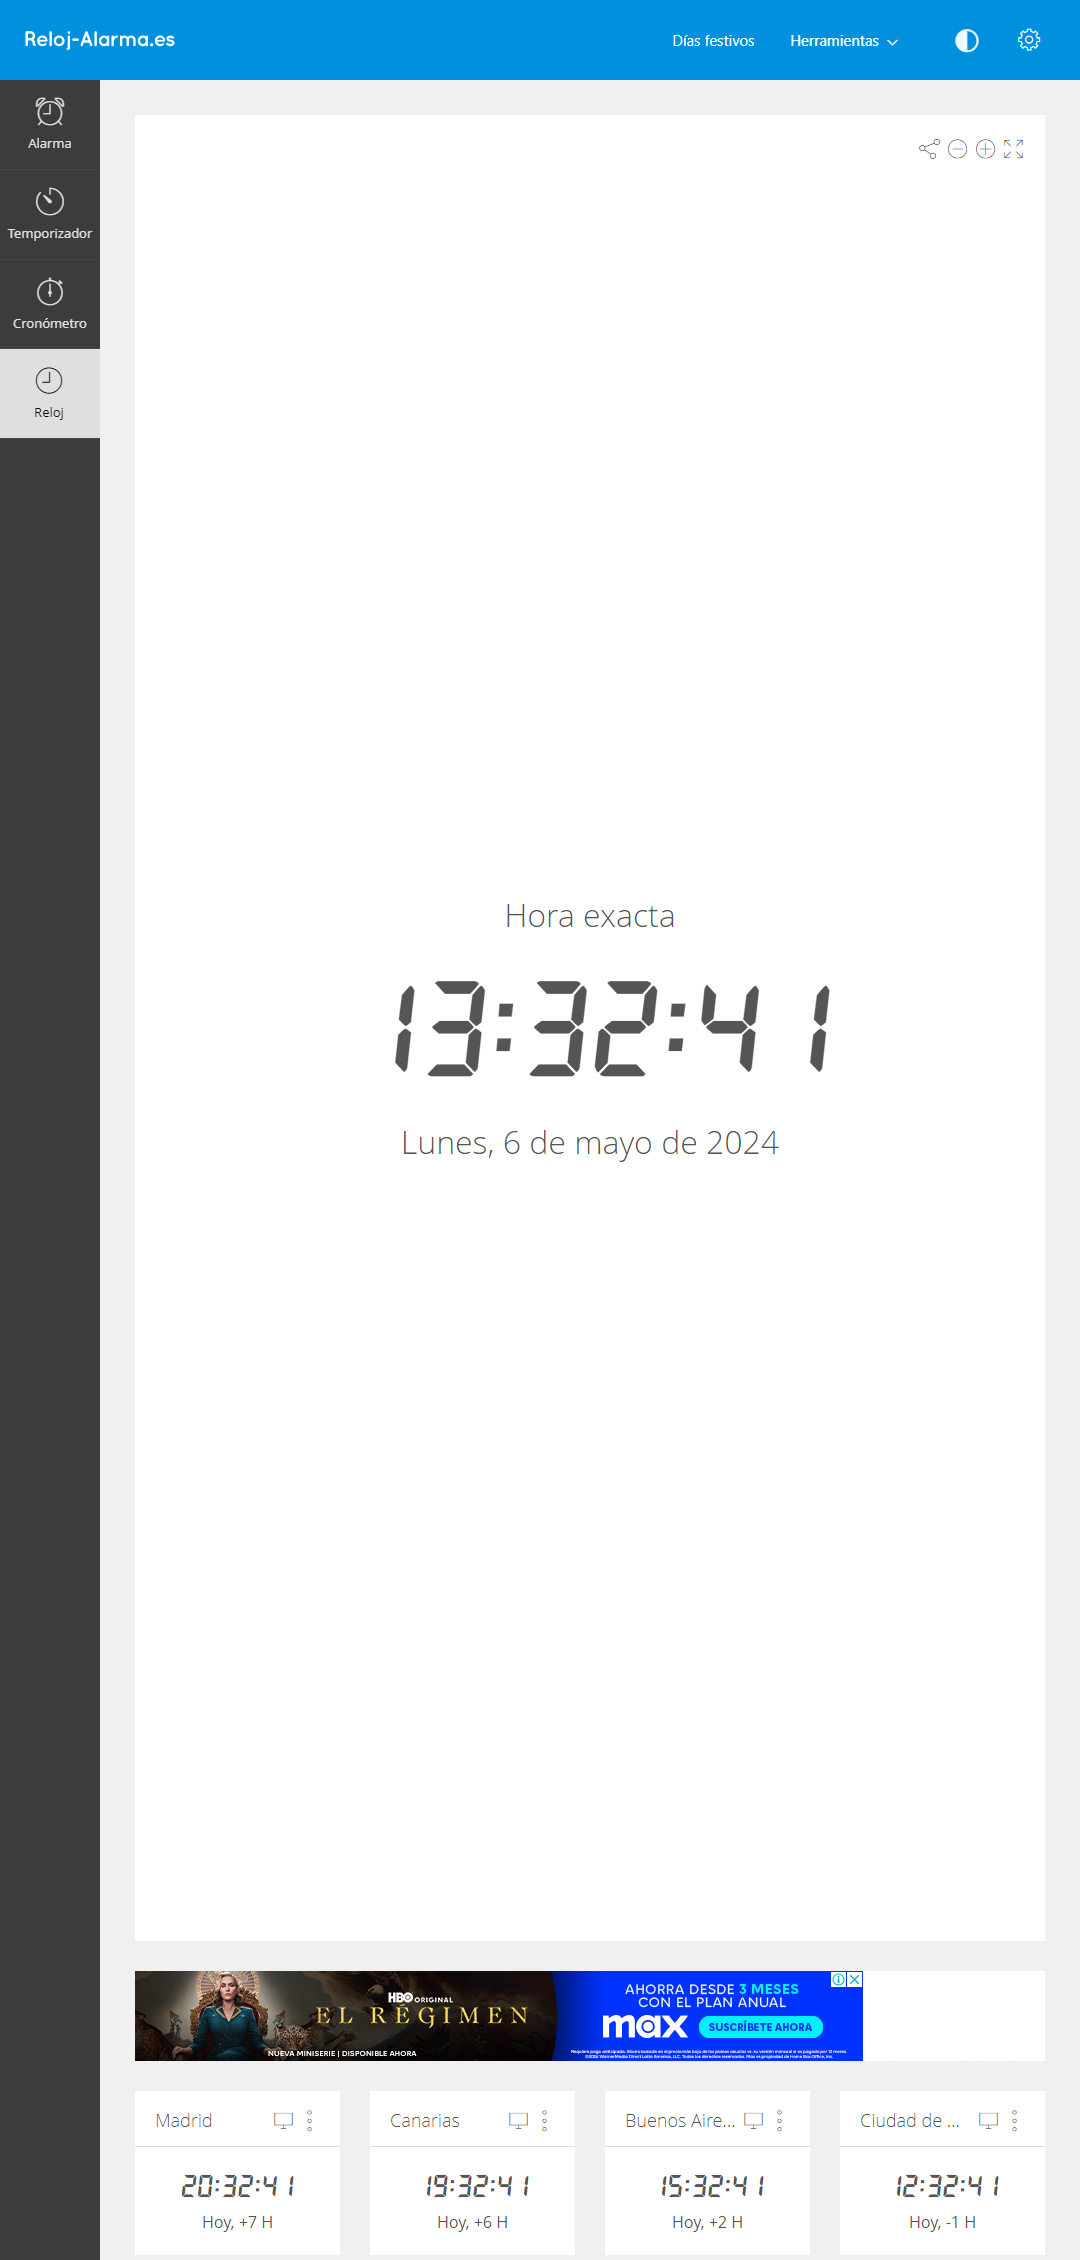 Reloj-Alarma.es
Días festivos
Herramientas
Alarma
Temporizador
Cronómetro
Reloj
Hora exacta
13:32:41
Lunes, 6 de mayo de 2024
HBO ORIGINAL
EL RÉGIMEN
NUEVA MINISERIE | DISPONIBLE AHORA
AHORRA DESDE 3 MESES
CON EL PLAN ANUAL
max
SUSCRÍBETE AHORA
Madrid
20:32:41
Hoy, +7 H
Canarias
19:32:41
Hoy, +6 H
Buenos Aire...
15:32:41
Hoy, +2 H
Ciudad de ...
12:32:41
Hoy, -1 H